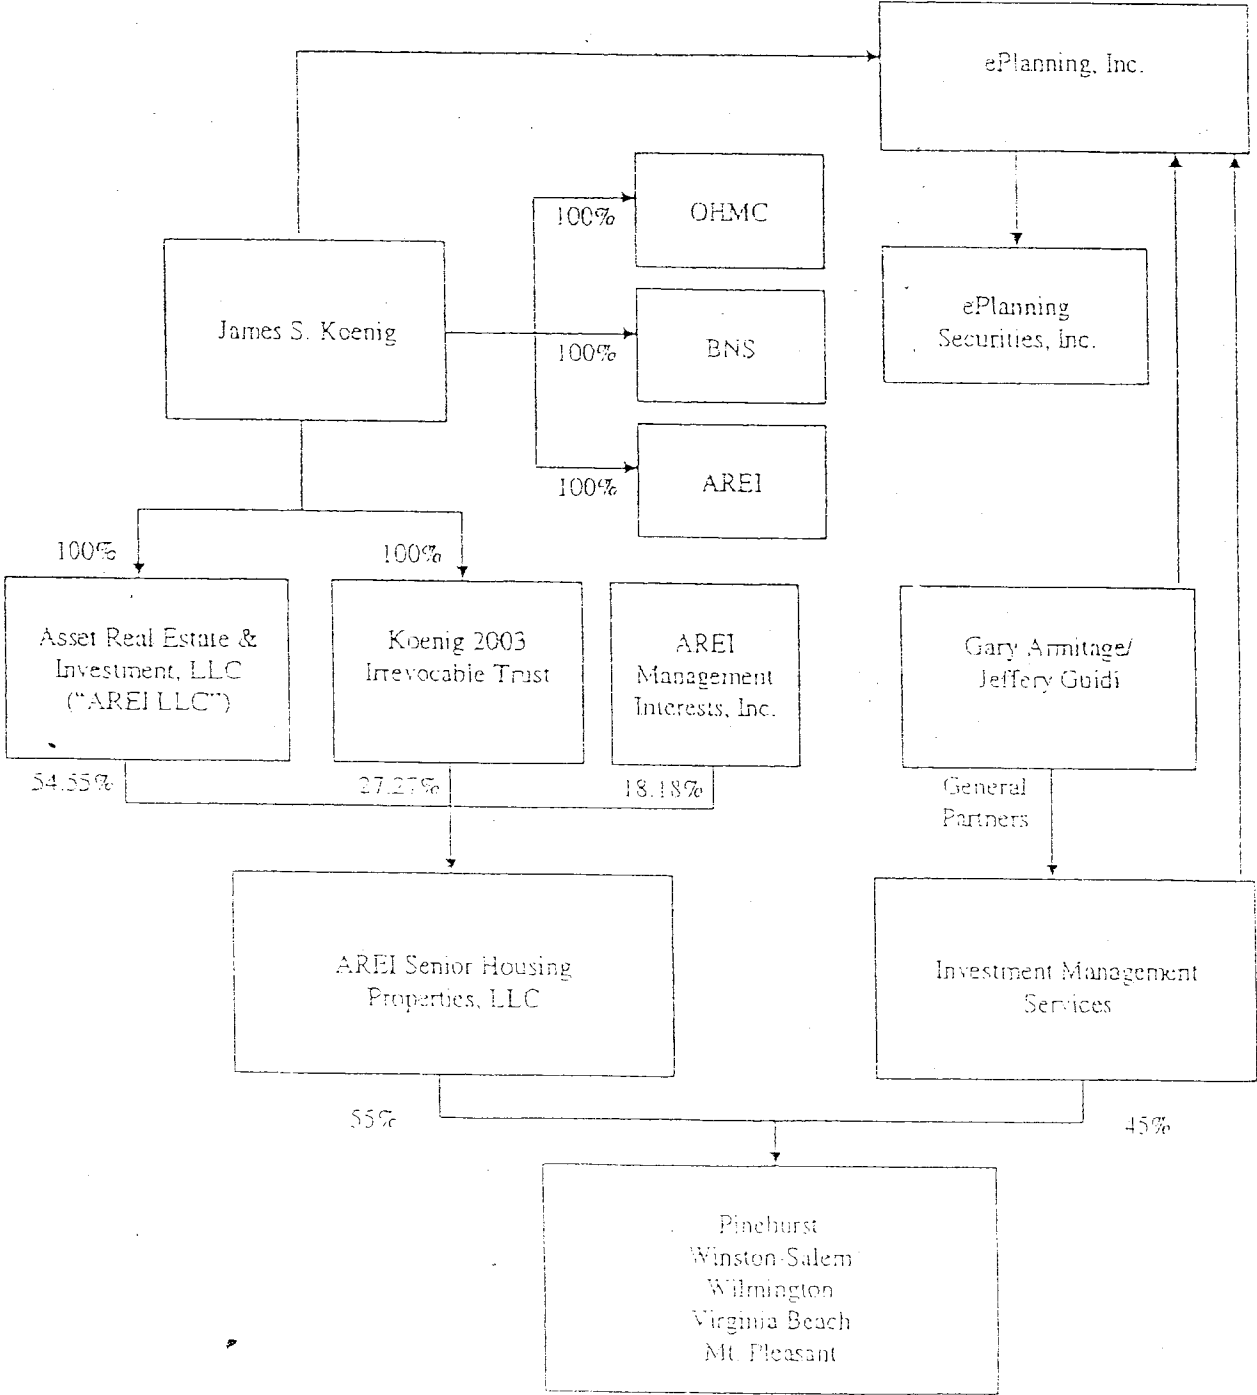 ePlanning, Inc.
100%
OHMC
James S. Koenig
100%
BNS
ePlanning
Securities, Inc.
100%
AREI
100%
100%
Asset Real Estate &
Investment, LLC
("AREI LLC")
Koenig 2003
Irrevocable Trust
AREI
Management
Interests, Inc.
Gary Armitage/
Jeffery Guidi
54.55%
27.27%
18.18%
General
Partners
AREI Senior Housing
Properties, LLC
Investment Management
Services
55%
45%
Pinehurst
Winston-Salem
Wilmington
Virginia Beach
Mt. Pleasant